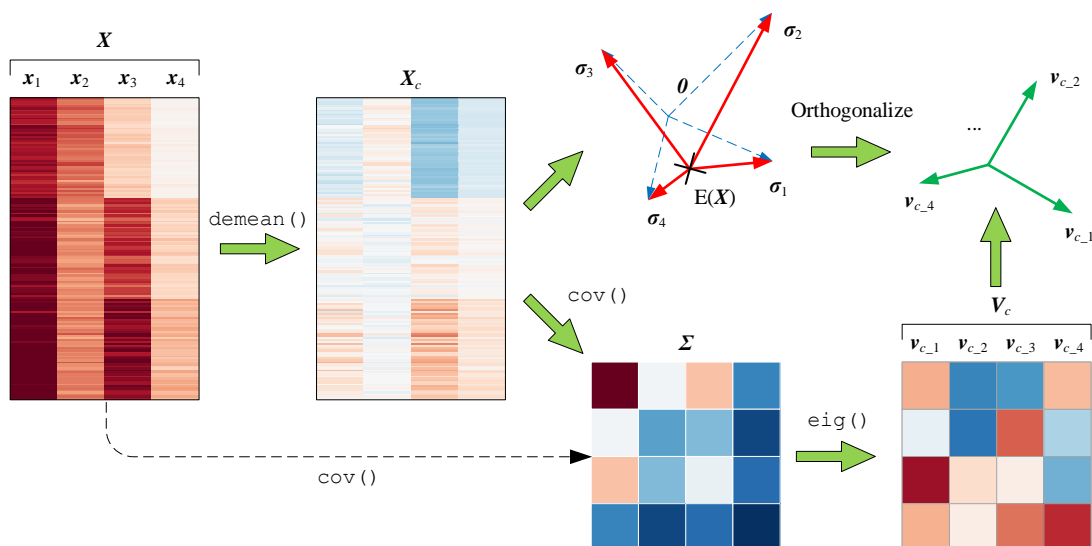 X
x1 x2 x3 x4
demean()
Xc
cov()
σ3
σ2
0
σ1
E(X)
σ4
Orthogonalize
...
vc_2
vc_4
vc_1
cov()
Σ
eig()
Vc
vc_1 vc_2 vc_3 vc_4